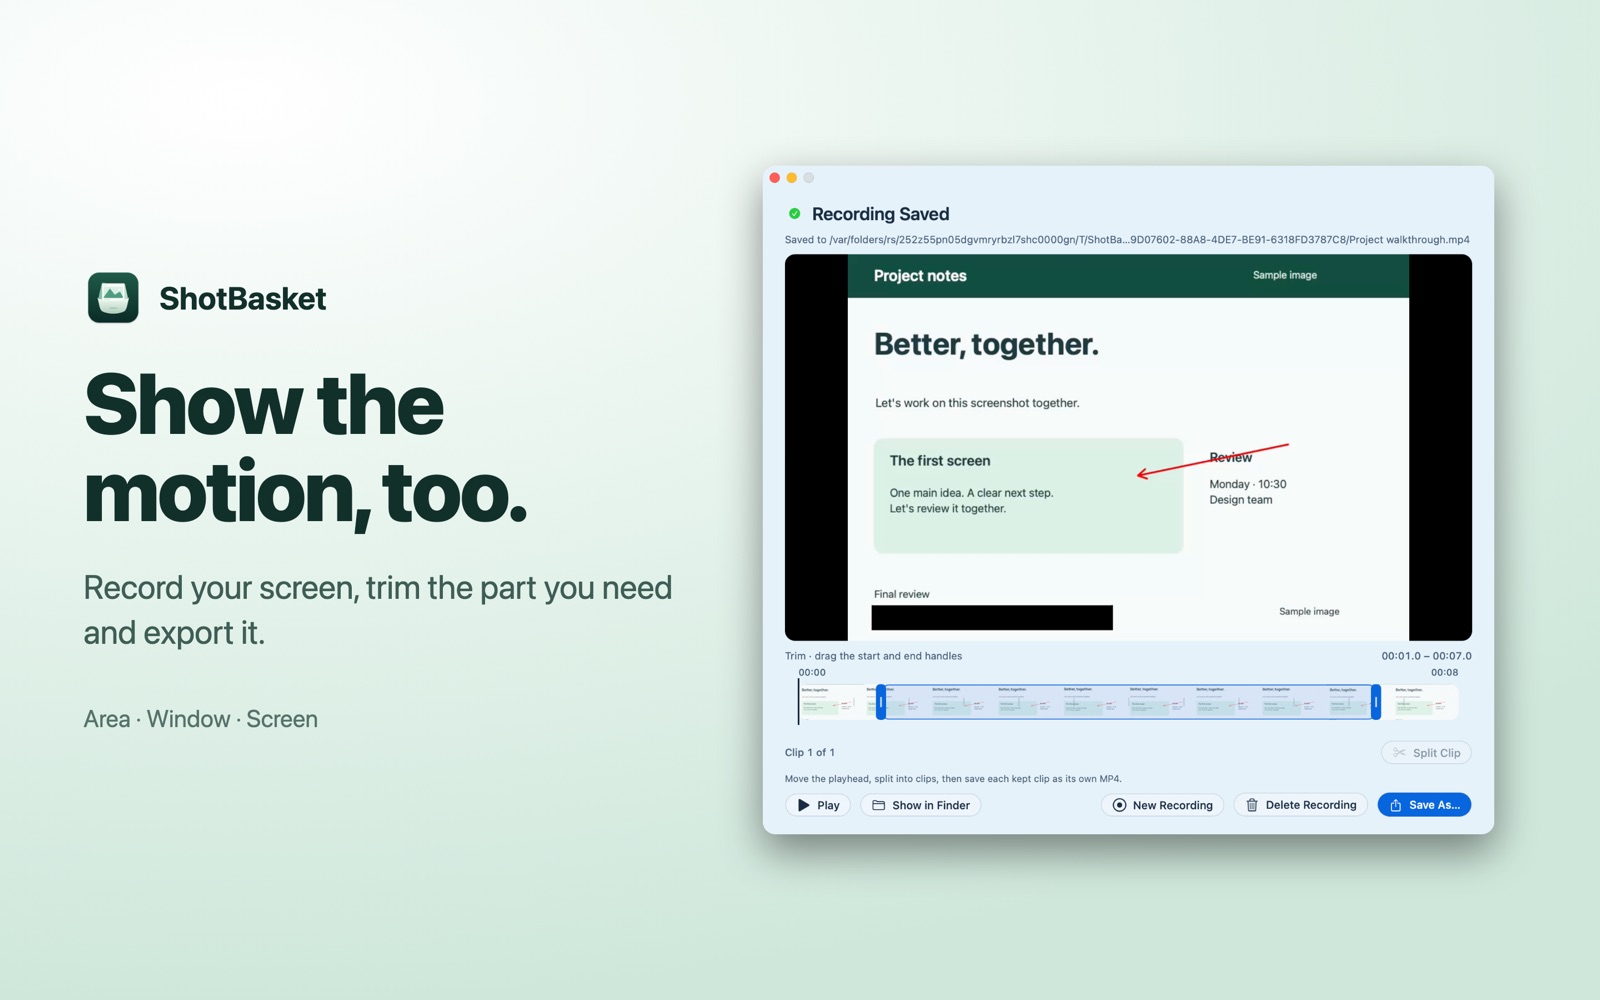 ShotBasket
Show the
motion, too.
Record your screen, trim the part you need
and export it.
Area · Window · Screen
Recording Saved
Saved to /var/folders/rs/252z55pn05dgvmryrbzl7shc0000gn/T/ShotBa...9D07602-88A8-4DE7-BE91-6318FD3787C8/Project walkthrough.mp4
Project notes
Sample image
Better, together.
Let's work on this screenshot together.
The first screen
One main idea. A clear next step.
Let's review it together.
Review
Monday · 10:30
Design team
Final review
Sample image
Trim · drag the start and end handles
00:01.0 – 00:07.0
00:00
00:08
Clip 1 of 1
Split Clip
Move the playhead, split into clips, then save each kept clip as its own MP4.
Play
Show in Finder
New Recording
Delete Recording
Save As...